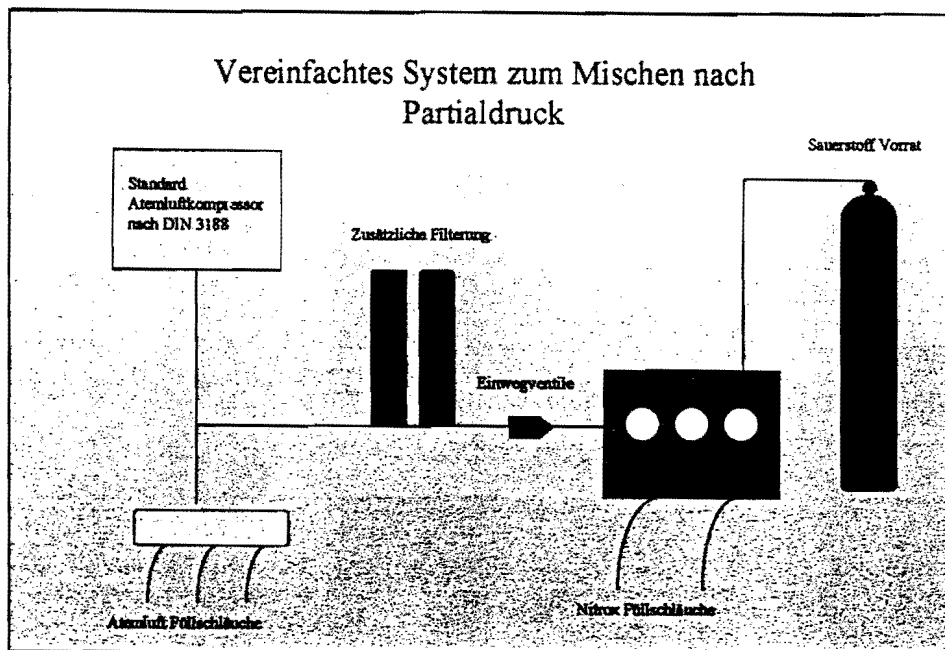 Vereinfachtes System zum Mischen nach
Partialdruck
Sauerstoff Vorrat
Standard
Atemluftkompressor
nach DIN 3188
Zusätzliche Filterung
Einwegventile
Atemluft Füllschläuche
Nitrox Füllschläuche